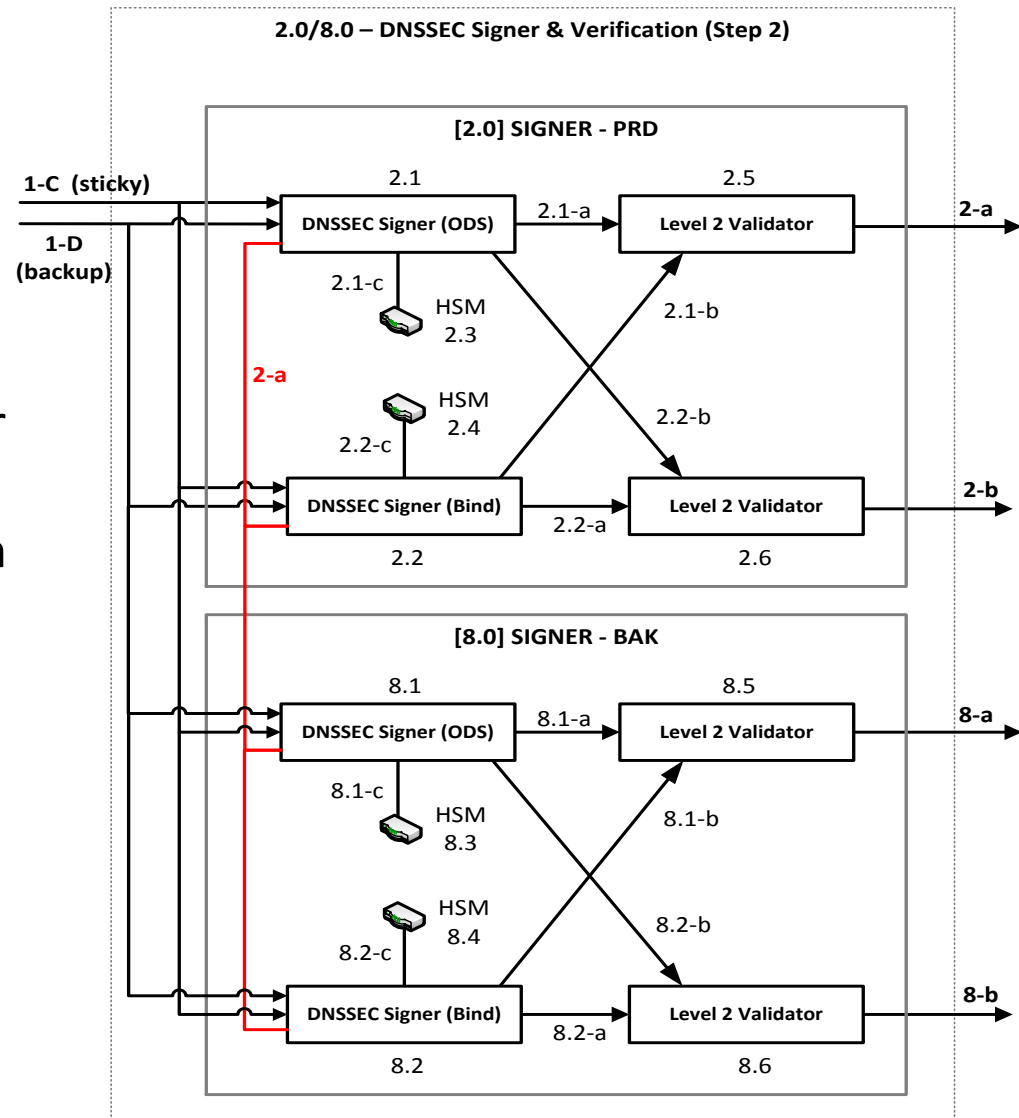 2.0/8.0 – DNSSEC Signer & Verification (Step 2)
[2.0] SIGNER - PRD
1-C (sticky)
1-D
(backup)
2.1
DNSSEC Signer (ODS)
2.1-a
2.5
Level 2 Validator
2-a
2.1-c
HSM
2.3
2.1-b
2-a
HSM
2.4
2.2-c
2.2-b
DNSSEC Signer (Bind)
2.2
2.2-a
Level 2 Validator
2.6
2-b
[8.0] SIGNER - BAK
8.1
DNSSEC Signer (ODS)
8.1-a
8.5
Level 2 Validator
8-a
8.1-c
HSM
8.3
8.1-b
HSM
8.4
8.2-c
8.2-b
DNSSEC Signer (Bind)
8.2
8.2-a
Level 2 Validator
8.6
8-b